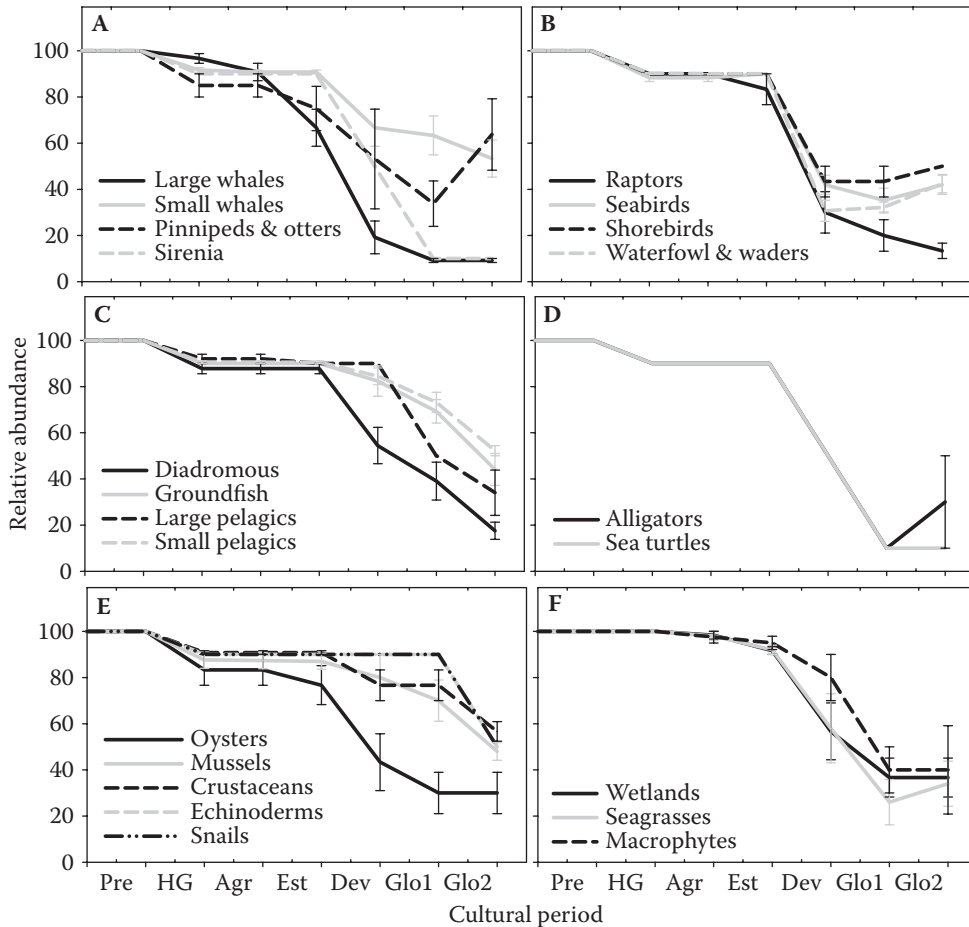 A
100
80
60
40
20
0
Large whales
Small whales
Pinnipeds & otters
Sirenia
B
Raptors
Seabirds
Shorebirds
Waterfowl & waders
Relative abundance
C
100
80
60
40
20
0
Diadromous
Groundfish
Large pelagics
Small pelagics
D
Alligators
Sea turtles
E
100
80
60
40
20
0
Oysters
Mussels
Crustaceans
Echinoderms
Snails
F
Wetlands
Seagrasses
Macrophytes
Pre HG Agr Est Dev Glo1 Glo2
Pre HG Agr Est Dev Glo1 Glo2
Cultural period